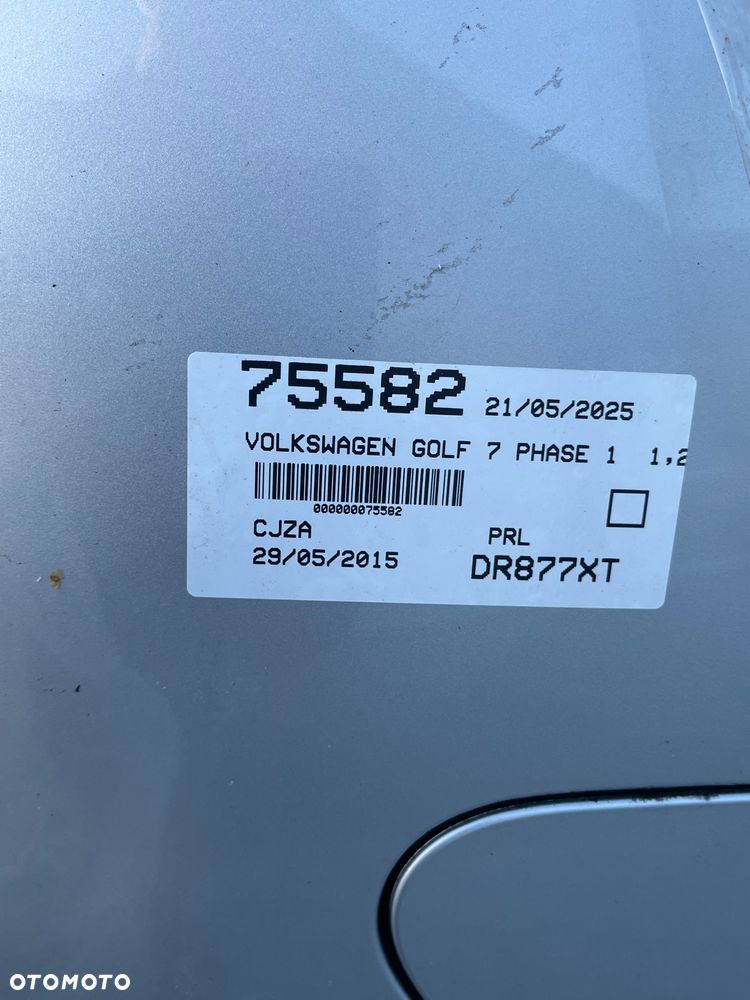 75582 21/05/2025
VOLKSWAGEN GOLF 7 PHASE 1 1,2
000000075582
CJZA PRL
29/05/2015 DR877XT
OTOMOTO